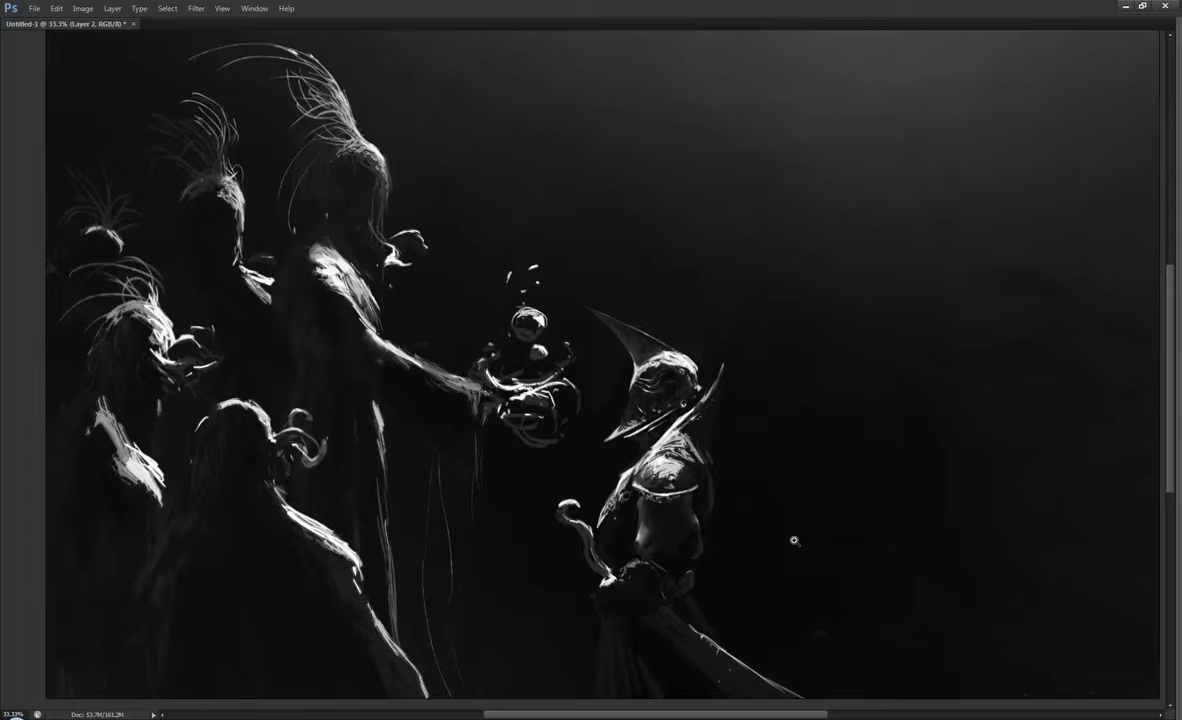 Ps File Edit Image Layer Type Select Filter View Window Help
Untitled-1 @ 33.3% (Layer 2, RGB/8) * ×
33.33% Doc: 53.7M/161.2M